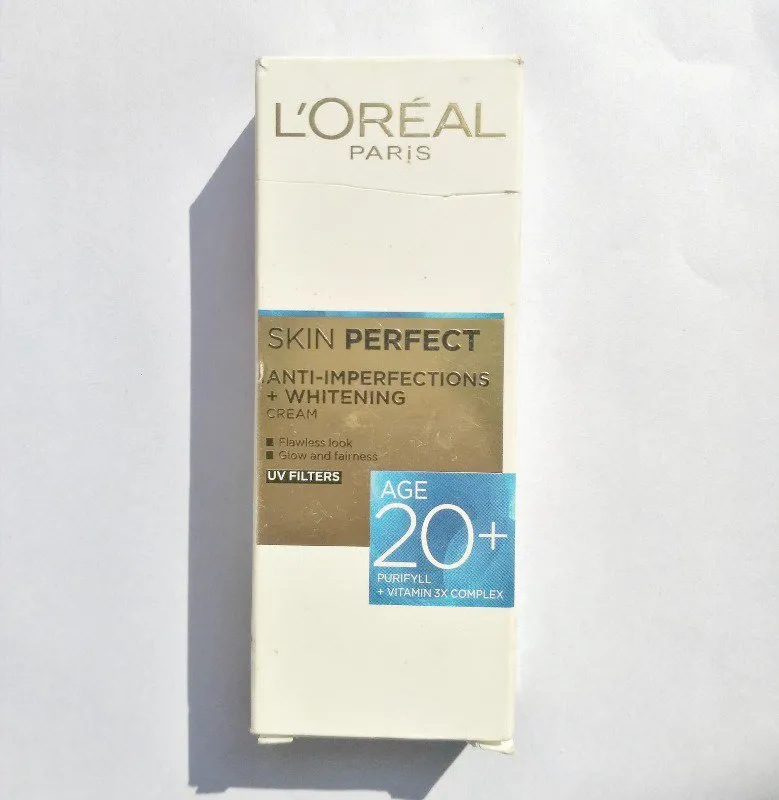 L'ORÉAL
PARiS
SKIN PERFECT
ANTI-IMPERFECTIONS
+ WHITENING
CREAM
Flawless look
Glow and fairness
UV FILTERS
AGE
20+
PURIFYLL
+ VITAMIN 3X COMPLEX